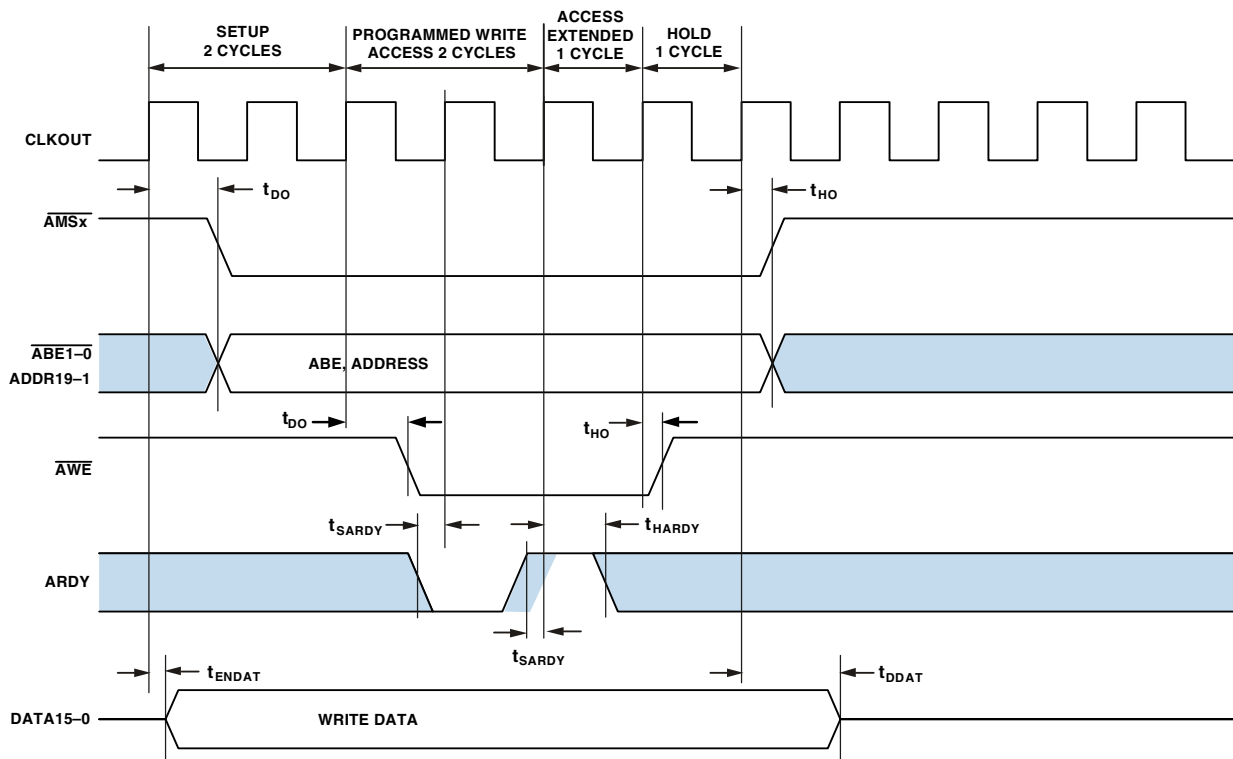 SETUP
2 CYCLES
PROGRAMMED WRITE
ACCESS 2 CYCLES
ACCESS
EXTENDED
1 CYCLE
HOLD
1 CYCLE
CLKOUT
tDO
tHO
AMSx
ABE1–0
ADDR19–1
ABE, ADDRESS
tDO
tHO
AWE
tSARDY
tHARDY
ARDY
tSARDY
tENDAT
tDDAT
DATA15–0
WRITE DATA